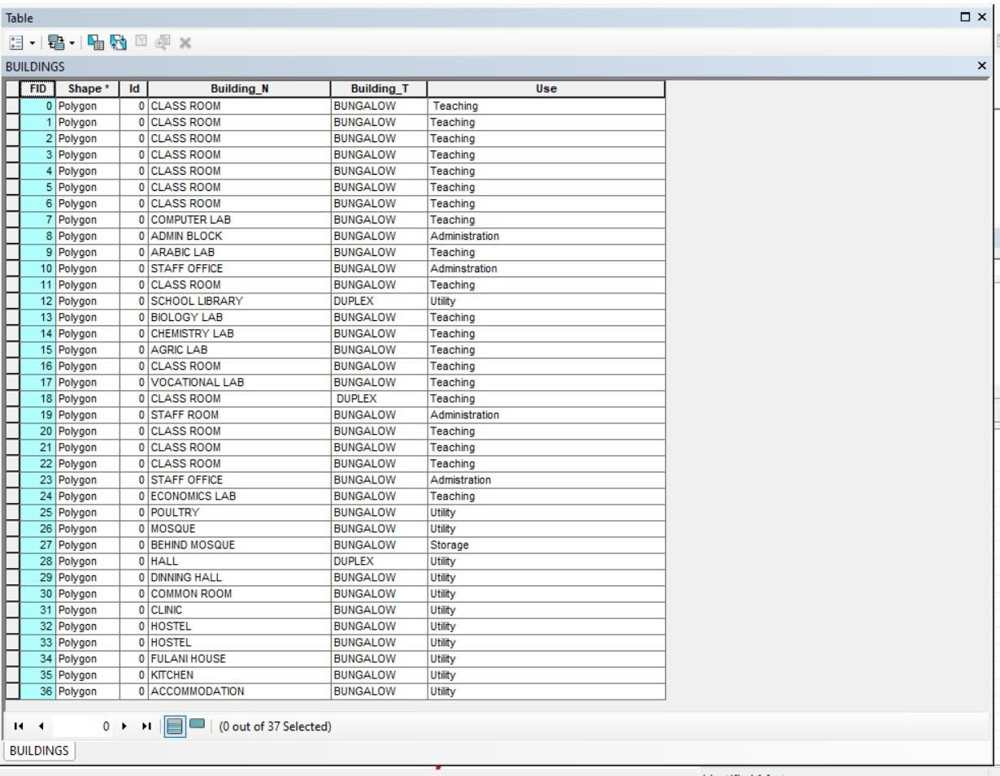 Table
BUILDINGS
FID Shape * Id Building_N Building_T Use
0 Polygon 0 CLASS ROOM BUNGALOW Teaching
1 Polygon 0 CLASS ROOM BUNGALOW Teaching
2 Polygon 0 CLASS ROOM BUNGALOW Teaching
3 Polygon 0 CLASS ROOM BUNGALOW Teaching
4 Polygon 0 CLASS ROOM BUNGALOW Teaching
5 Polygon 0 CLASS ROOM BUNGALOW Teaching
6 Polygon 0 CLASS ROOM BUNGALOW Teaching
7 Polygon 0 COMPUTER LAB BUNGALOW Teaching
8 Polygon 0 ADMIN BLOCK BUNGALOW Administration
9 Polygon 0 ARABIC LAB BUNGALOW Teaching
10 Polygon 0 STAFF OFFICE BUNGALOW Adminstration
11 Polygon 0 CLASS ROOM BUNGALOW Teaching
12 Polygon 0 SCHOOL LIBRARY DUPLEX Utility
13 Polygon 0 BIOLOGY LAB BUNGALOW Teaching
14 Polygon 0 CHEMISTRY LAB BUNGALOW Teaching
15 Polygon 0 AGRIC LAB BUNGALOW Teaching
16 Polygon 0 CLASS ROOM BUNGALOW Teaching
17 Polygon 0 VOCATIONAL LAB BUNGALOW Teaching
18 Polygon 0 CLASS ROOM DUPLEX Teaching
19 Polygon 0 STAFF ROOM BUNGALOW Administration
20 Polygon 0 CLASS ROOM BUNGALOW Teaching
21 Polygon 0 CLASS ROOM BUNGALOW Teaching
22 Polygon 0 CLASS ROOM BUNGALOW Teaching
23 Polygon 0 STAFF OFFICE BUNGALOW Admistration
24 Polygon 0 ECONOMICS LAB BUNGALOW Teaching
25 Polygon 0 POULTRY BUNGALOW Utility
26 Polygon 0 MOSQUE BUNGALOW Utility
27 Polygon 0 BEHIND MOSQUE BUNGALOW Storage
28 Polygon 0 HALL DUPLEX Utility
29 Polygon 0 DINNING HALL BUNGALOW Utility
30 Polygon 0 COMMON ROOM BUNGALOW Utility
31 Polygon 0 CLINIC BUNGALOW Utility
32 Polygon 0 HOSTEL BUNGALOW Utility
33 Polygon 0 HOSTEL BUNGALOW Utility
34 Polygon 0 FULANI HOUSE BUNGALOW Utility
35 Polygon 0 KITCHEN BUNGALOW Utility
36 Polygon 0 ACCOMMODATION BUNGALOW Utility
0 (0 out of 37 Selected)
BUILDINGS